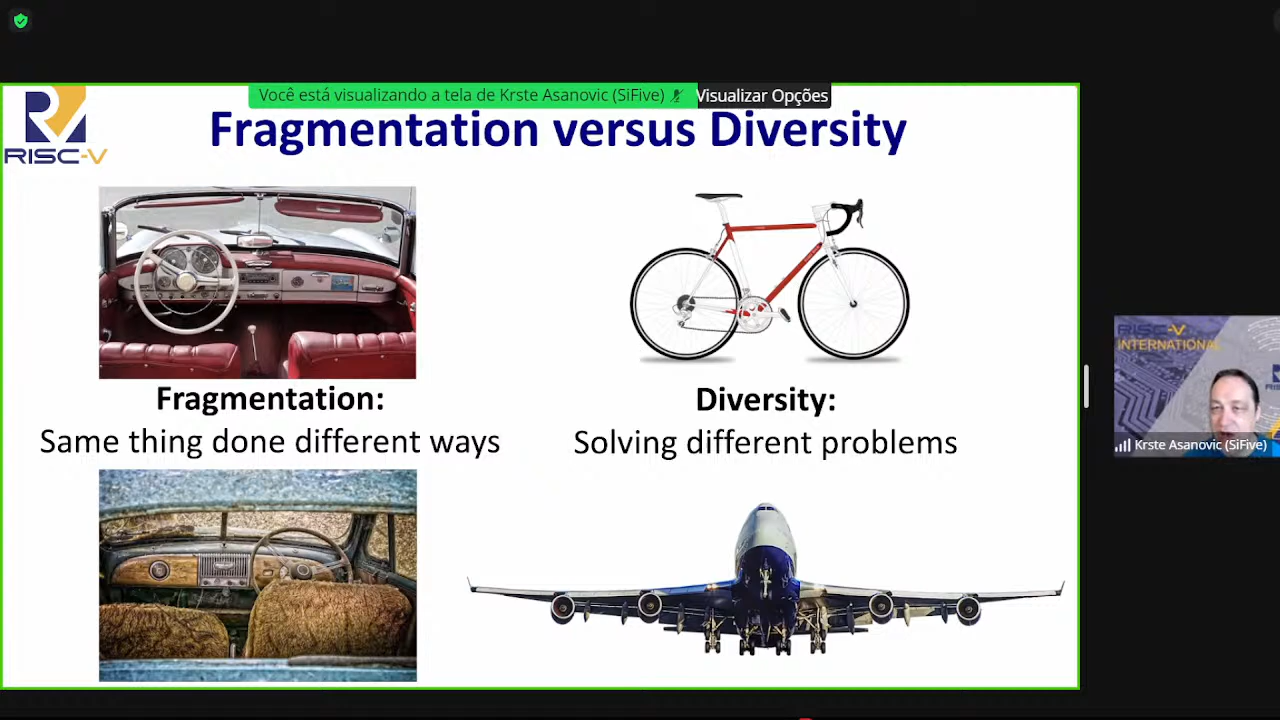 Você está visualizando a tela de Krste Asanovic (SiFive)
Visualizar Opções
RISC-V
Fragmentation versus Diversity
Fragmentation:
Same thing done different ways
Diversity:
Solving different problems
RISC-V
INTERNATIONAL
Krste Asanovic (SiFive)